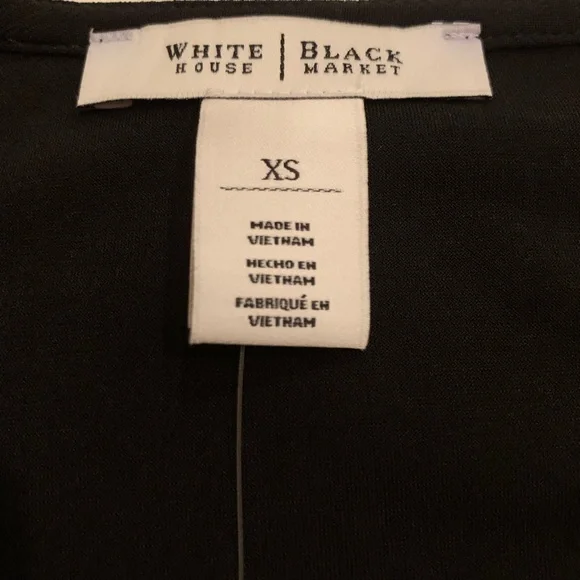 WHITE | BLACK
HOUSE | MARKET
XS
MADE IN
VIETNAM
HECHO EN
VIETNAM
FABRIQUÉ EN
VIETNAM